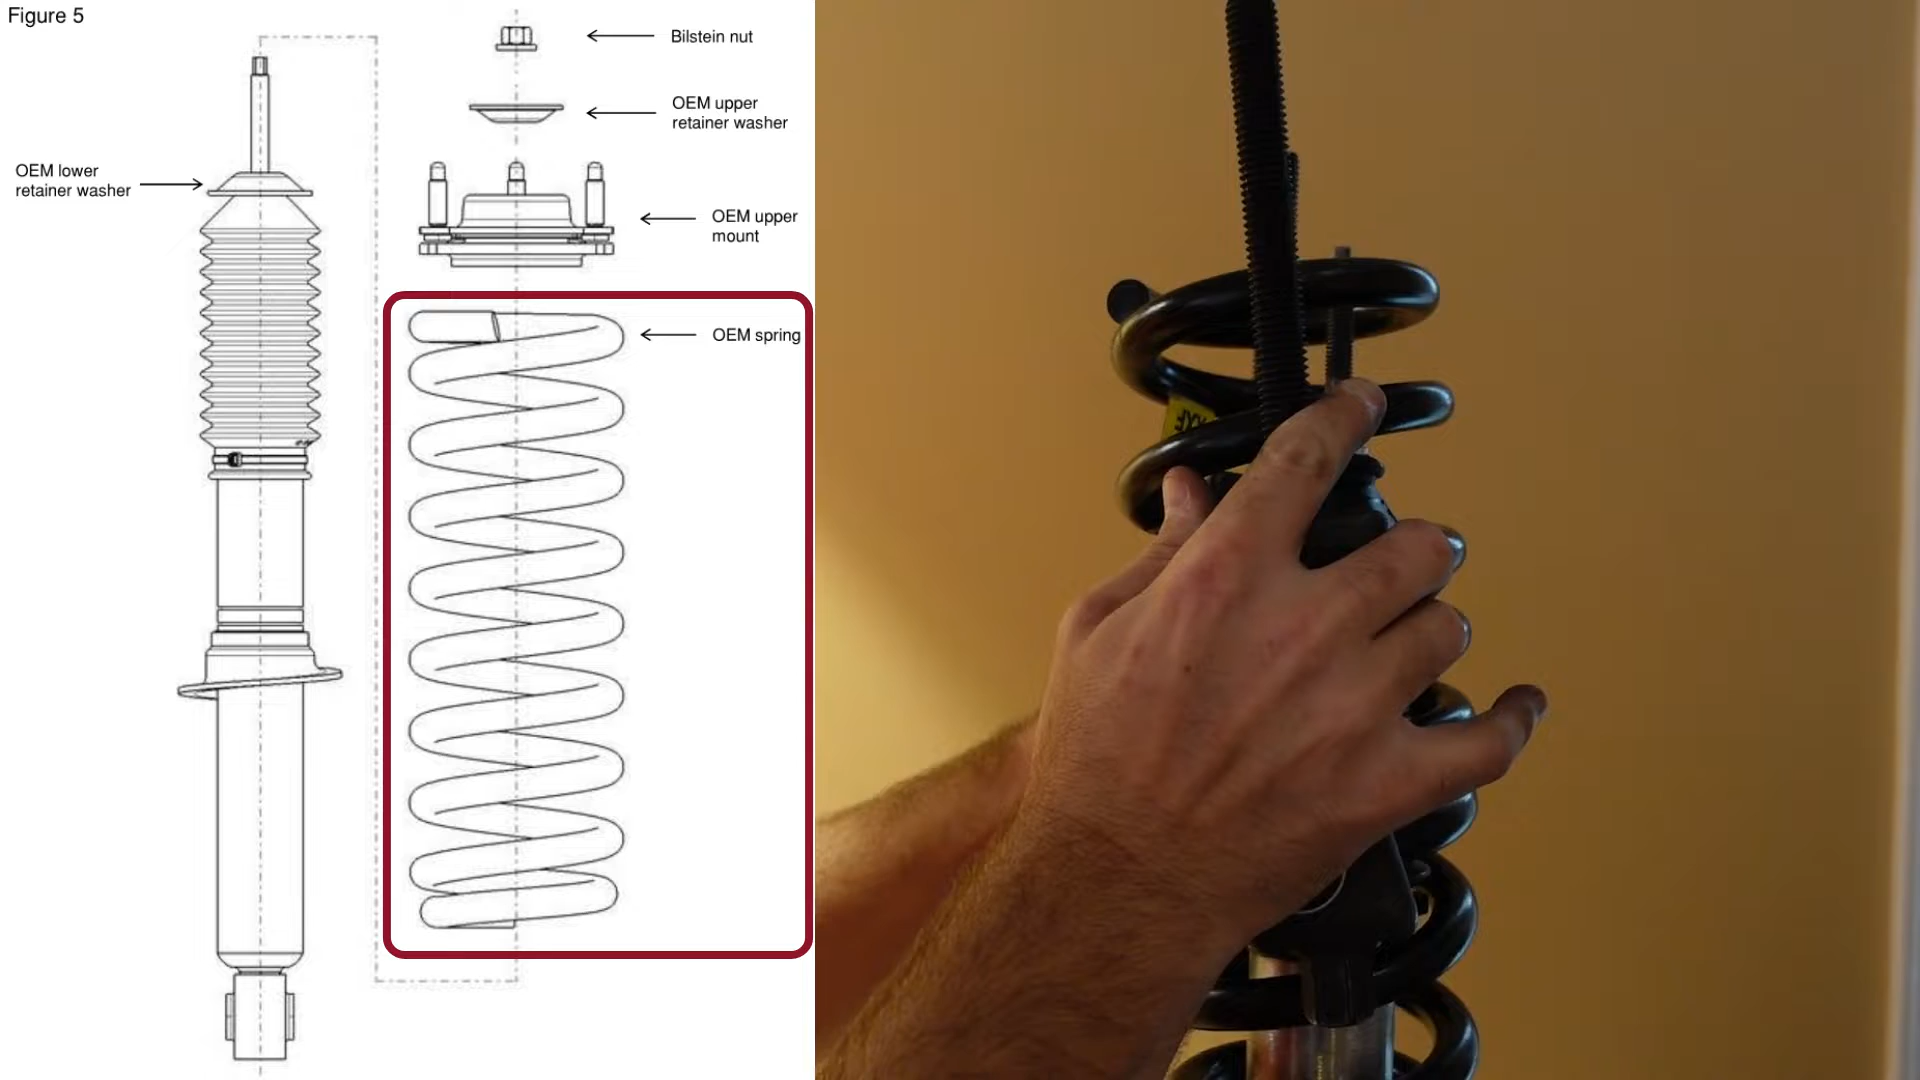 Figure 5
Bilstein nut
OEM upper
retainer washer
OEM lower
retainer washer
OEM upper
mount
OEM spring